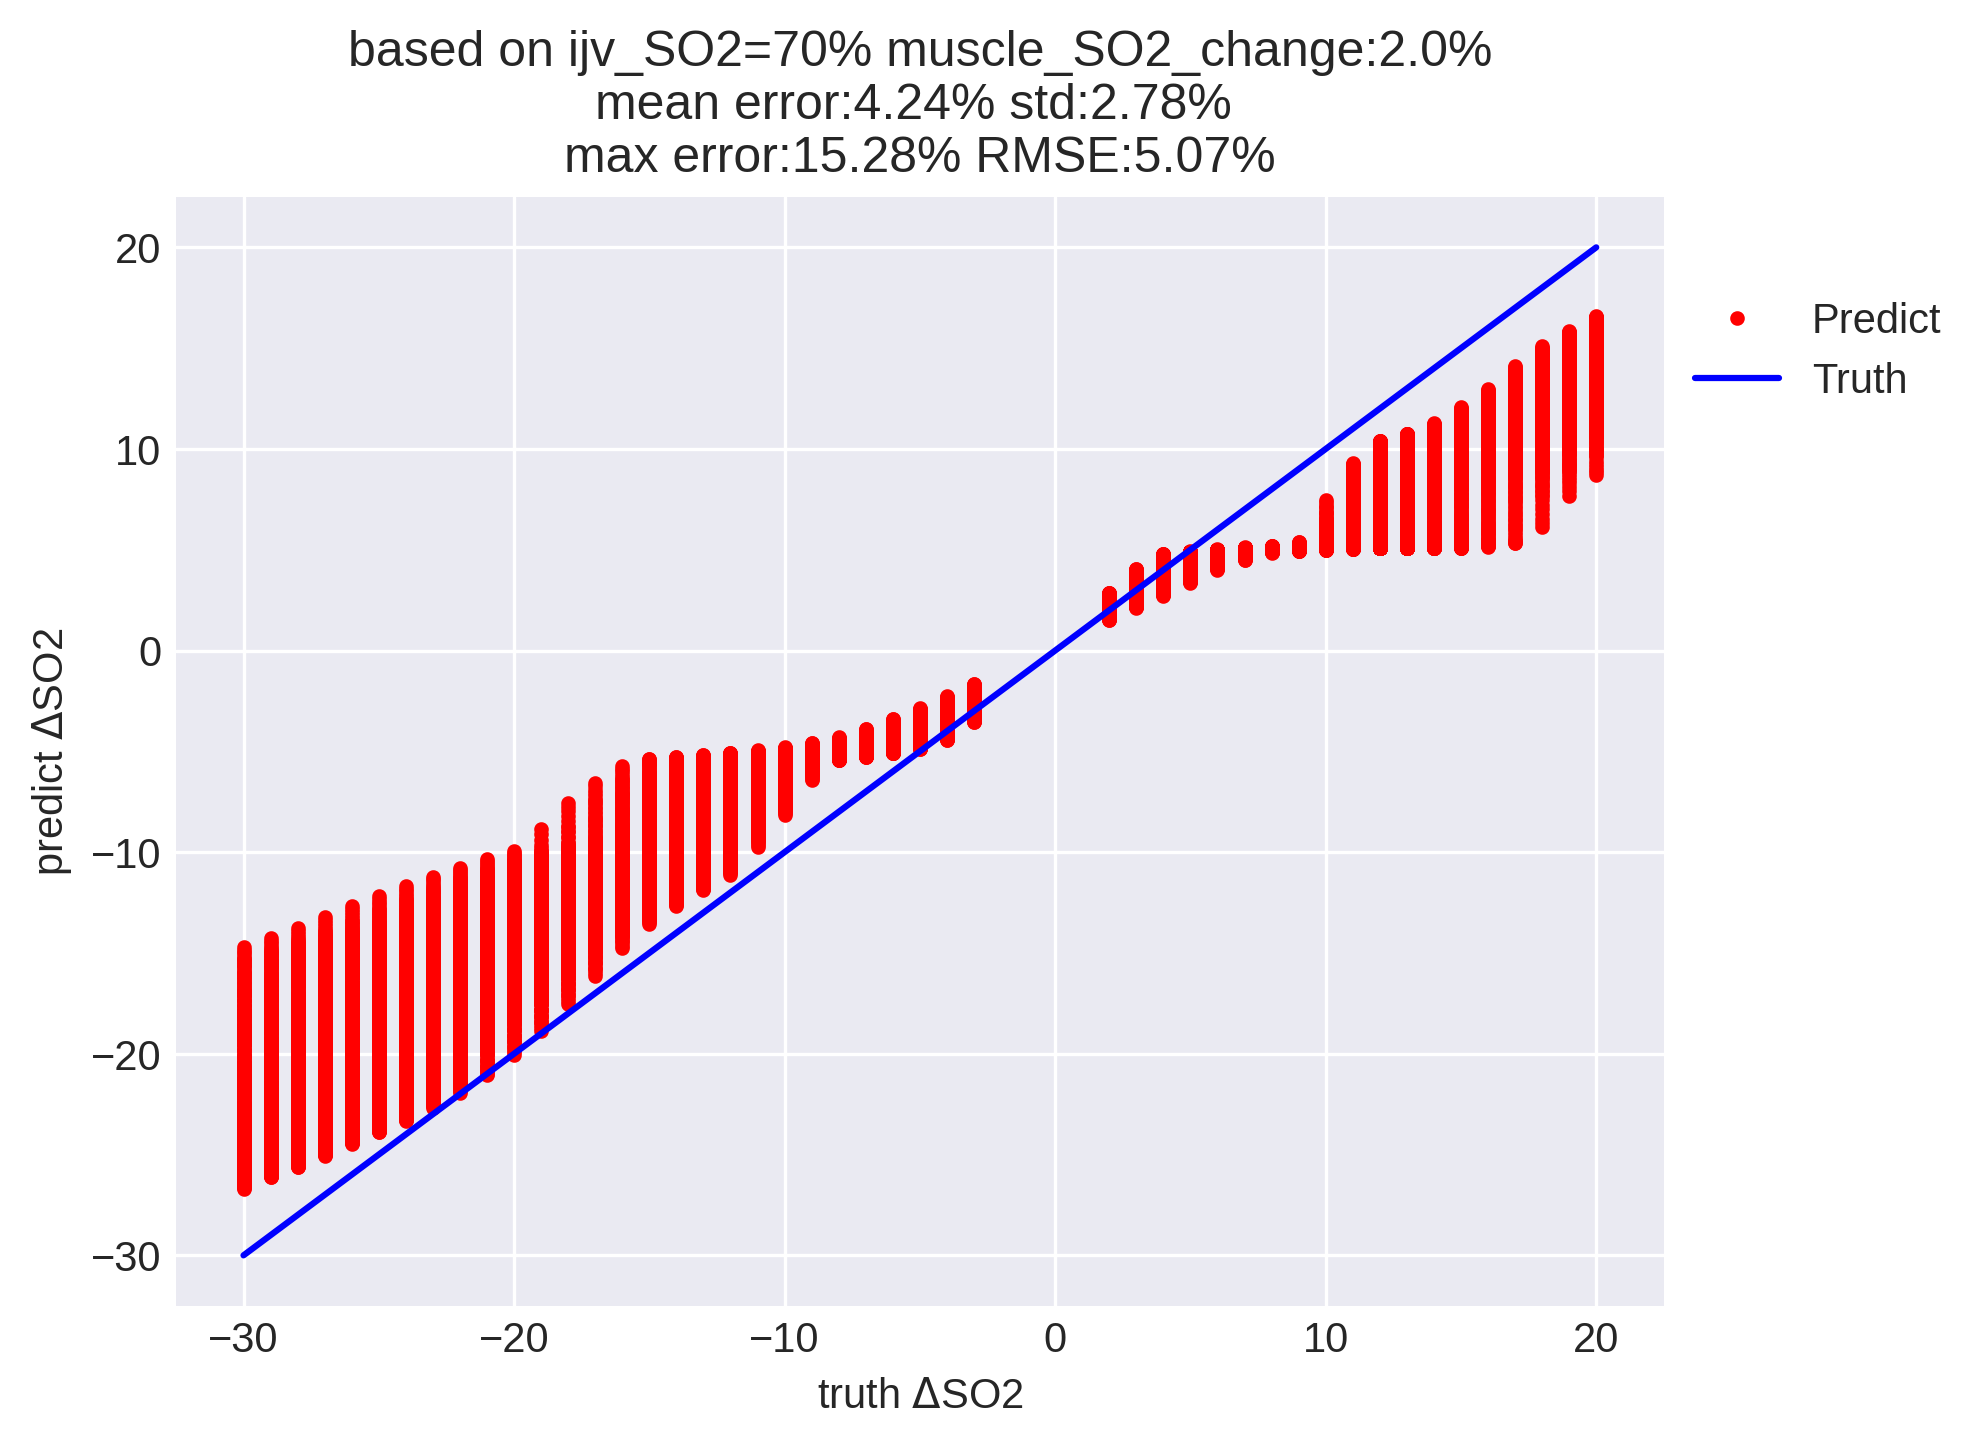 based on ijv_SO2=70% muscle_SO2_change:2.0%
mean error:4.24% std:2.78%
max error:15.28% RMSE:5.07%
20
10
0
−10
−20
−30
predict ΔSO2
−30
−20
−10
0
10
20
truth ΔSO2
Predict
Truth